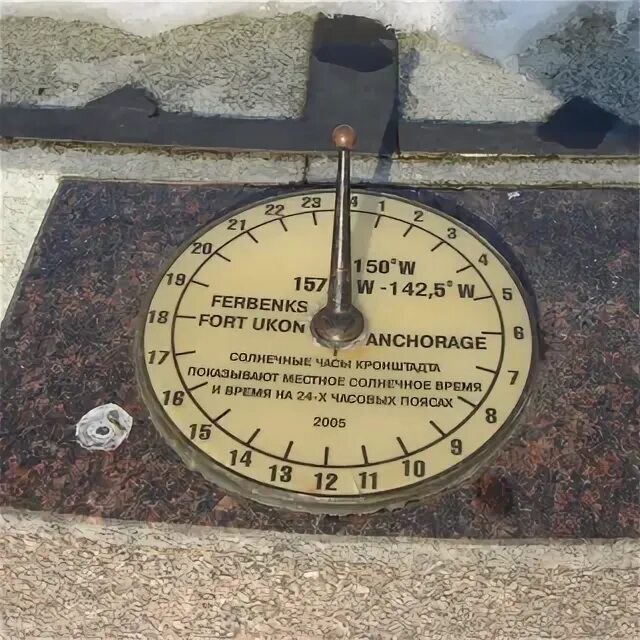 20 21 22 23 24 1 2 3 4 5 6 7 8 9 10 11 12 13 14 15 16 17 18 19
150°W
157 W -142,5°W
FERBENKS
FORT UKON
ANCHORAGE
СОЛНЕЧНЫЕ ЧАСЫ КРОНШТАДТА
ПОКАЗЫВАЮТ МЕСТНОЕ СОЛНЕЧНОЕ ВРЕМЯ
И ВРЕМЯ НА 24-Х ЧАСОВЫХ ПОЯСАХ
2005